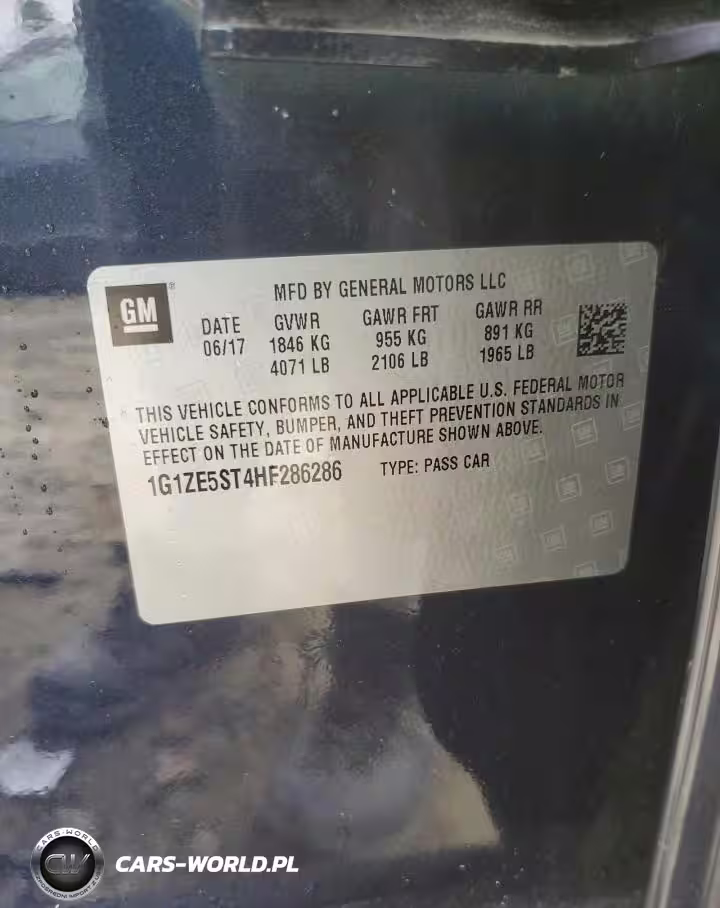 GM ®
MFD BY GENERAL MOTORS LLC
DATE GVWR GAWR FRT GAWR RR
06/17 1846 KG 955 KG 891 KG
4071 LB 2106 LB 1965 LB
THIS VEHICLE CONFORMS TO ALL APPLICABLE U.S. FEDERAL MOTOR
VEHICLE SAFETY, BUMPER, AND THEFT PREVENTION STANDARDS IN
EFFECT ON THE DATE OF MANUFACTURE SHOWN ABOVE.
1G1ZE5ST4HF286286 TYPE: PASS CAR
CARS-WORLD
CW
CARS-WORLD.PL